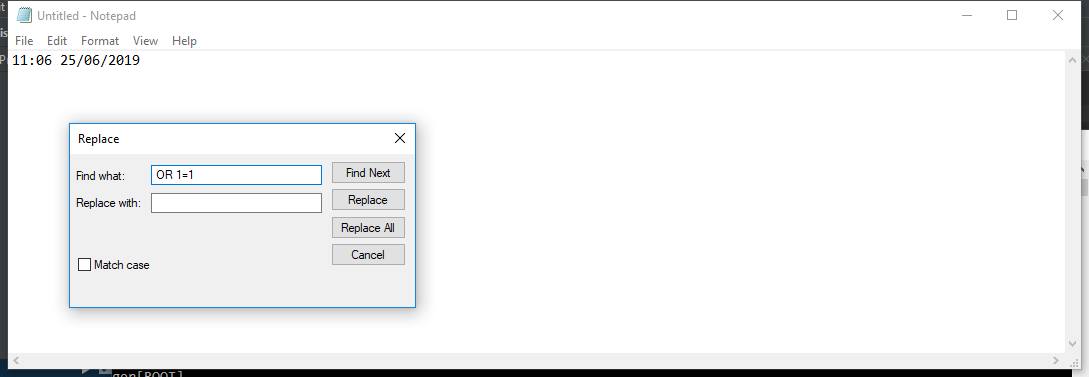 Untitled - Notepad
File Edit Format View Help
11:06 25/06/2019
Replace
Find what: OR 1=1 Find Next
Replace with: Replace
Replace All
Cancel
Match case